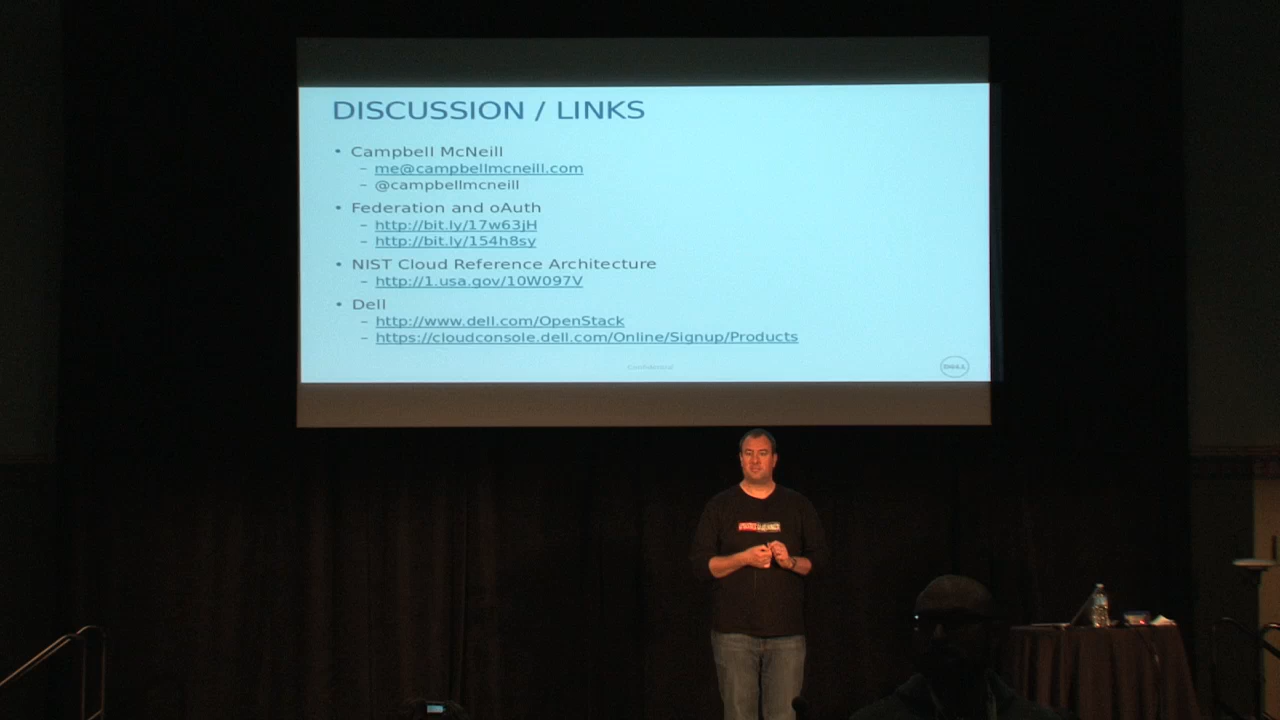 DISCUSSION / LINKS
• Campbell McNeill
– me@campbellmcneill.com
– @campbellmcneill
• Federation and oAuth
– http://bit.ly/17w63jH
– http://bit.ly/154h8sy
• NIST Cloud Reference Architecture
– http://1.usa.gov/10W097V
• Dell
– http://www.dell.com/OpenStack
– https://cloudconsole.dell.com/Online/Signup/Products
Confidential
DELL